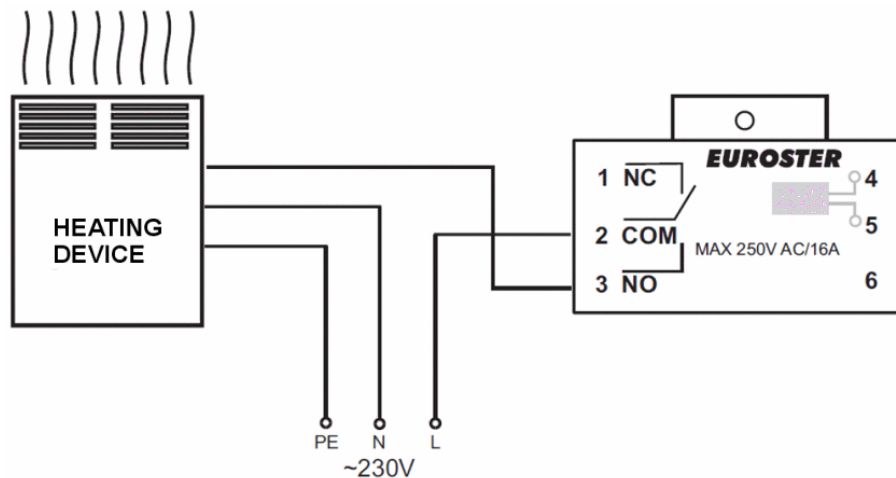 HEATING
DEVICE
EUROSTER
1 NC
2 COM
3 NO
MAX 250V AC/16A
4
5
6
PE N L
~230V